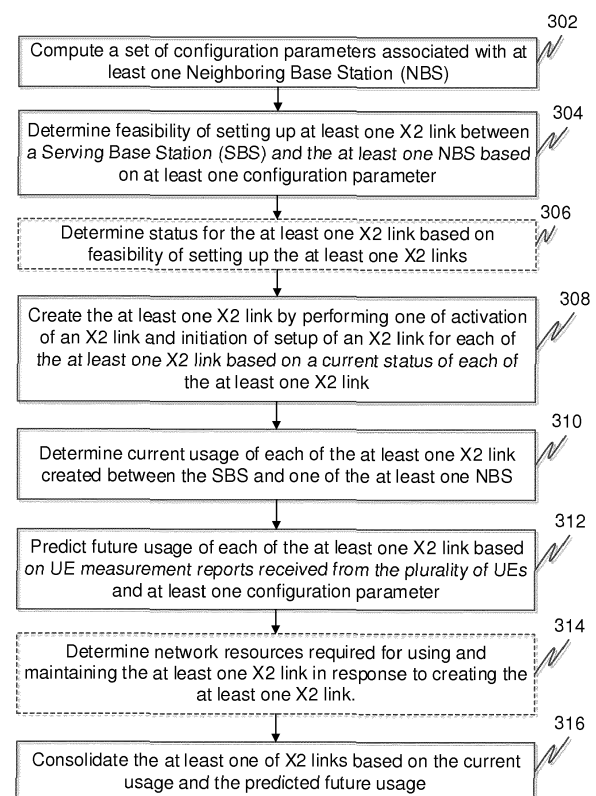 302
Compute a set of configuration parameters associated with at
least one Neighboring Base Station (NBS)
304
Determine feasibility of setting up at least one X2 link between
a Serving Base Station (SBS) and the at least one NBS based
on at least one configuration parameter
306
Determine status for the at least one X2 link based on
feasibility of setting up the at least one X2 links
308
Create the at least one X2 link by performing one of activation
of an X2 link and initiation of setup of an X2 link for each of
the at least one X2 link based on a current status of each of
the at least one X2 link
310
Determine current usage of each of the at least one X2 link
created between the SBS and one of the at least one NBS
312
Predict future usage of each of the at least one X2 link based
on UE measurement reports received from the plurality of UEs
and at least one configuration parameter
314
Determine network resources required for using and
maintaining the at least one X2 link in response to creating the
at least one X2 link.
316
Consolidate the at least one of X2 links based on the current
usage and the predicted future usage